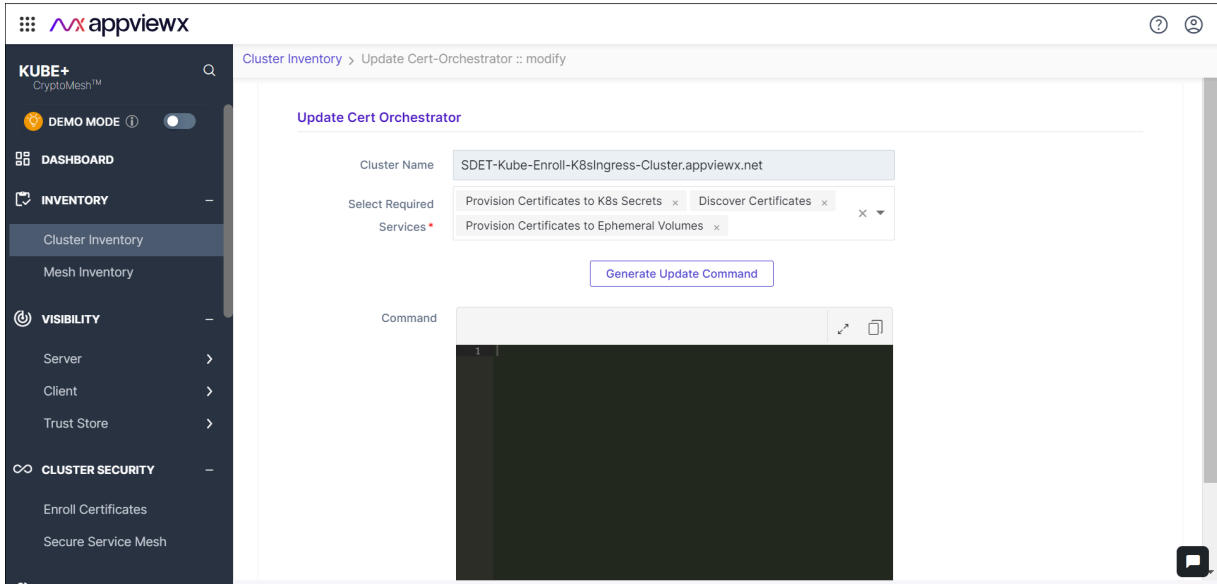 appviewx
KUBE+
CryptoMesh™
DEMO MODE
DASHBOARD
INVENTORY
Cluster Inventory
Mesh Inventory
VISIBILITY
Server
Client
Trust Store
CLUSTER SECURITY
Enroll Certificates
Secure Service Mesh
Cluster Inventory > Update Cert-Orchestrator :: modify
Update Cert Orchestrator
Cluster Name SDET-Kube-Enroll-K8sIngress-Cluster.appviewx.net
Select Required Services *
Provision Certificates to K8s Secrets × Discover Certificates ×
Provision Certificates to Ephemeral Volumes ×
Generate Update Command
Command
1